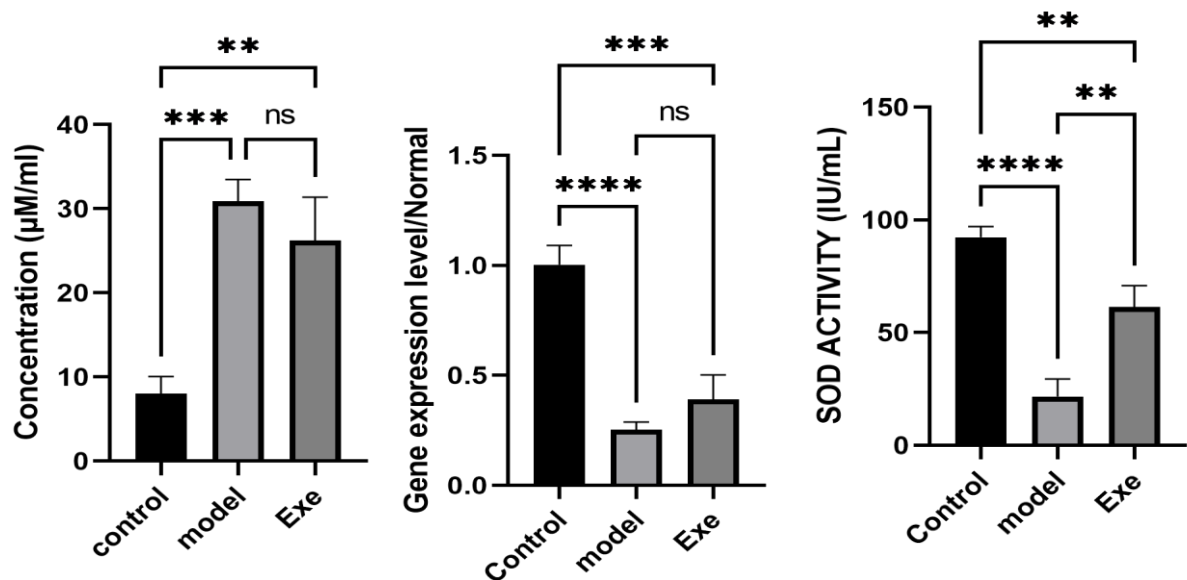 **
*** ns
40
30
20
10
0
Concentration (µM/ml)
control
model
Exe
***
ns
****
1.5
1.0
0.5
0.0
Gene expression level/Normal
Control
model
Exe
**
**
****
150
100
50
0
SOD ACTIVITY (IU/mL)
Control
model
Exe